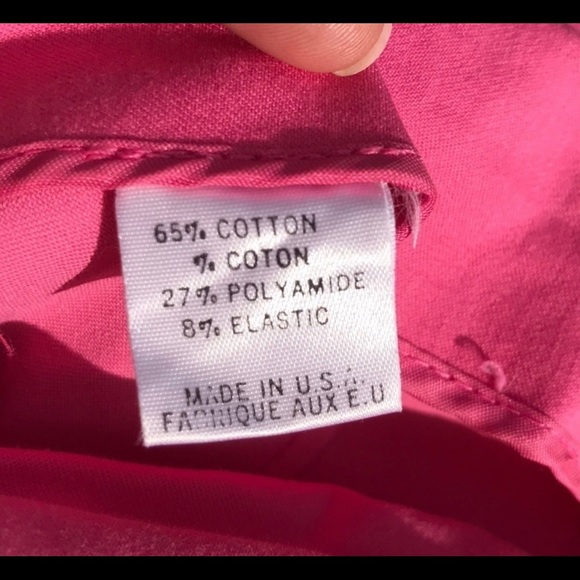 65% COTTON
% COTON
27% POLYAMIDE
8% ELASTIC
MADE IN U.S.A.
FABRIQUE AUX E.U